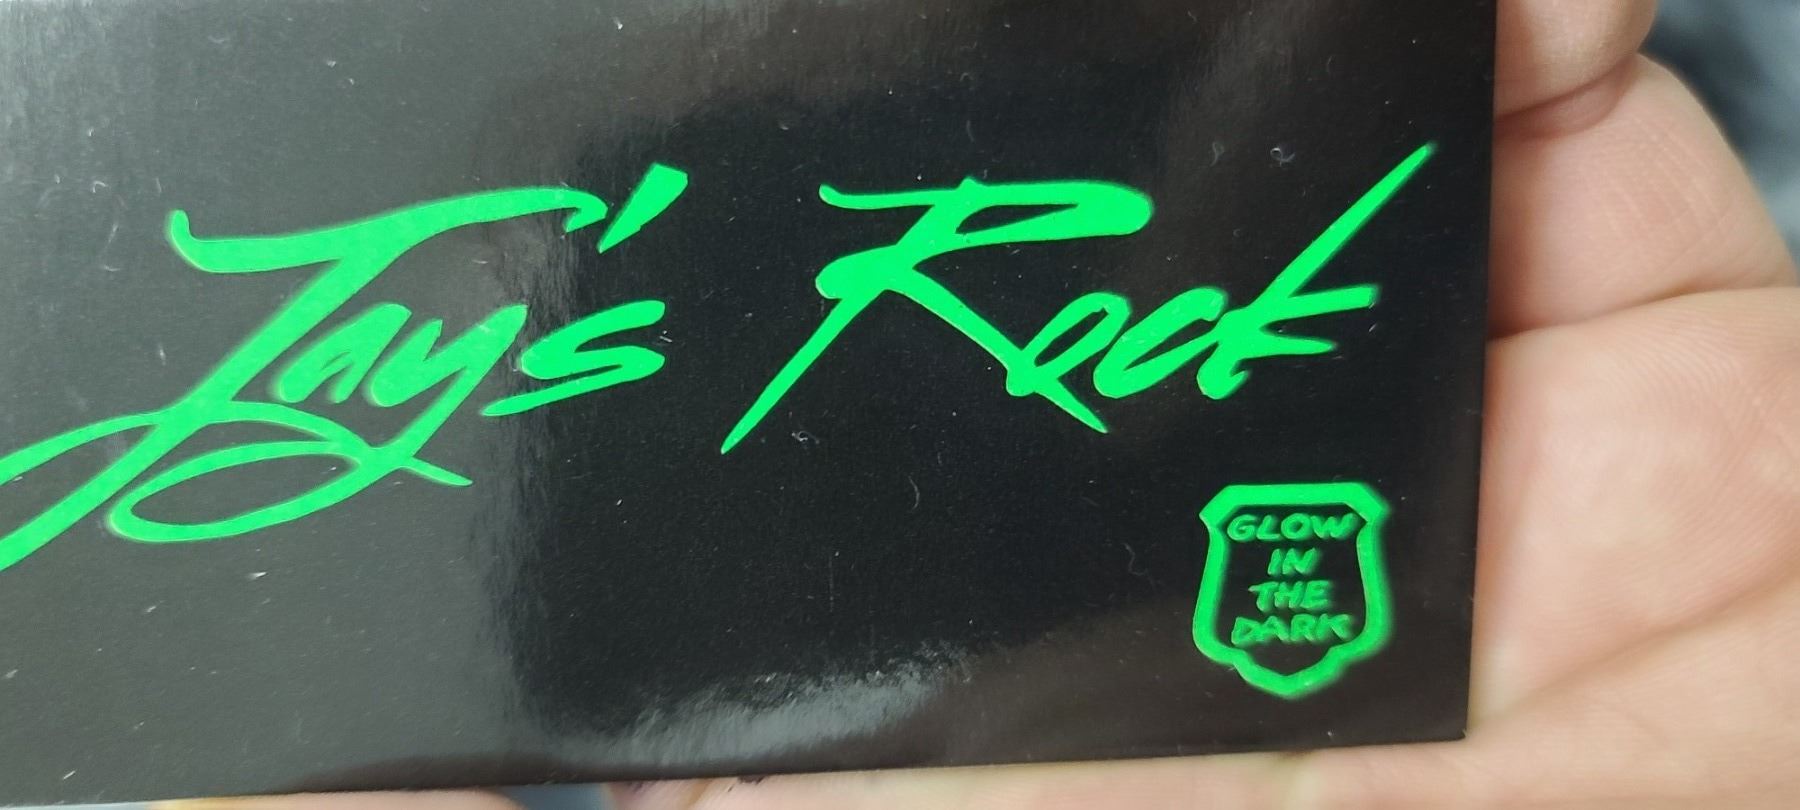 Jay's Rock
GLOW
IN
THE
DARK